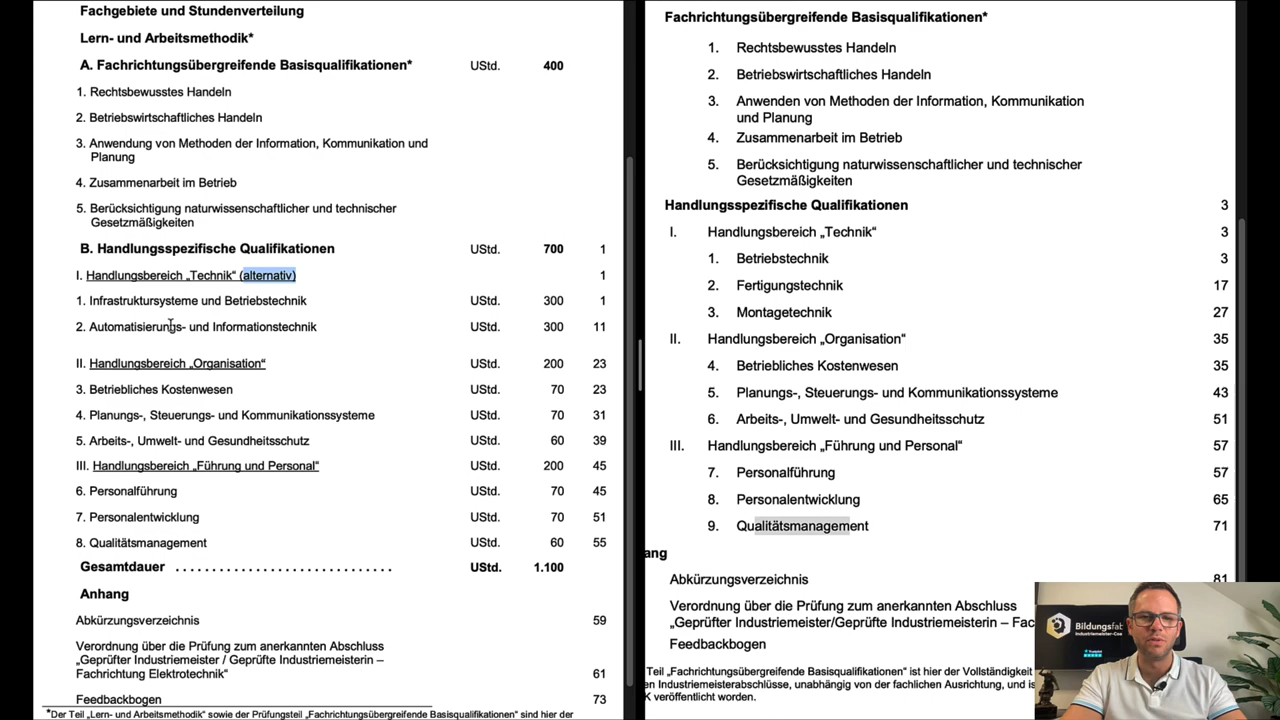 Fachgebiete und Stundenverteilung
Lern- und Arbeitsmethodik*
A. Fachrichtungsübergreifende Basisqualifikationen* UStd. 400
1. Rechtsbewusstes Handeln
2. Betriebswirtschaftliches Handeln
3. Anwendung von Methoden der Information, Kommunikation und
Planung
4. Zusammenarbeit im Betrieb
5. Berücksichtigung naturwissenschaftlicher und technischer
Gesetzmäßigkeiten
B. Handlungsspezifische Qualifikationen UStd. 700 1
I. Handlungsbereich „Technik“ (alternativ) 1
1. Infrastruktursysteme und Betriebstechnik UStd. 300 1
2. Automatisierungs- und Informationstechnik UStd. 300 11
II. Handlungsbereich „Organisation“ UStd. 200 23
3. Betriebliches Kostenwesen UStd. 70 23
4. Planungs-, Steuerungs- und Kommunikationssysteme UStd. 70 31
5. Arbeits-, Umwelt- und Gesundheitsschutz UStd. 60 39
III. Handlungsbereich „Führung und Personal“ UStd. 200 45
6. Personalführung UStd. 70 45
7. Personalentwicklung UStd. 70 51
8. Qualitätsmanagement UStd. 60 55
Gesamtdauer . . . . . . . . . . . . . . . . . . . . . . . . . . . . . . UStd. 1.100
Anhang
Abkürzungsverzeichnis 59
Verordnung über die Prüfung zum anerkannten Abschluss
„Geprüfter Industriemeister / Geprüfte Industriemeisterin –
Fachrichtung Elektrotechnik“ 61
Feedbackbogen 73
*Der Teil „Lern- und Arbeitsmethodik“ sowie der Prüfungsteil „Fachrichtungsübergreifende Basisqualifikationen“ sind hier der
Fachrichtungsübergreifende Basisqualifikationen*
1. Rechtsbewusstes Handeln
2. Betriebswirtschaftliches Handeln
3. Anwenden von Methoden der Information, Kommunikation
und Planung
4. Zusammenarbeit im Betrieb
5. Berücksichtigung naturwissenschaftlicher und technischer
Gesetzmäßigkeiten
Handlungsspezifische Qualifikationen 3
I. Handlungsbereich „Technik“ 3
1. Betriebstechnik 3
2. Fertigungstechnik 17
3. Montagetechnik 27
II. Handlungsbereich „Organisation“ 35
4. Betriebliches Kostenwesen 35
5. Planungs-, Steuerungs- und Kommunikationssysteme 43
6. Arbeits-, Umwelt- und Gesundheitsschutz 51
III. Handlungsbereich „Führung und Personal“ 57
7. Personalführung 57
8. Personalentwicklung 65
9. Qualitätsmanagement 71
ang
Abkürzungsverzeichnis 81
Verordnung über die Prüfung zum anerkannten Abschluss
„Geprüfter Industriemeister/Geprüfte Industriemeisterin – Fac
Feedbackbogen
Teil „Fachrichtungsübergreifende Basisqualifikationen“ ist hier der Vollständigkeit
en Industriemeisterabschlüsse, unabhängig von der fachlichen Ausrichtung, und is
K veröffentlicht worden.
Bildungsfab
Industriemeister-Coa